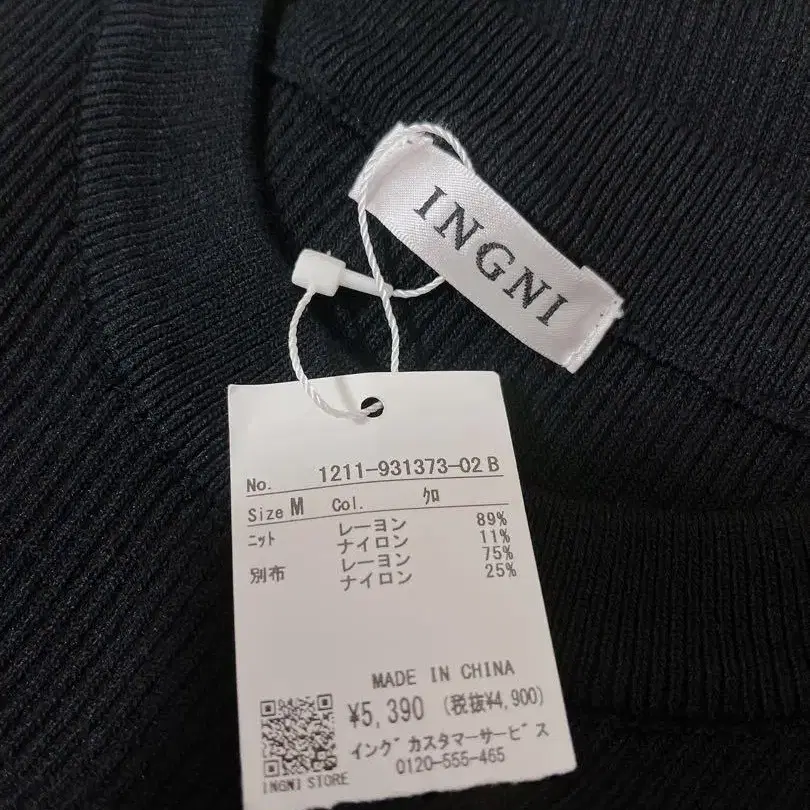 INGNI
No. 1211-931373-02 B
Size M Col. ｸﾛ
ﾆｯﾄ レーヨン 89%
ナイロン 11%
別布 レーヨン 75%
ナイロン 25%
MADE IN CHINA
¥5,390 (税抜¥4,900)
イングﾞ カスタマーサービﾞス
0120-555-465
INGNI STORE